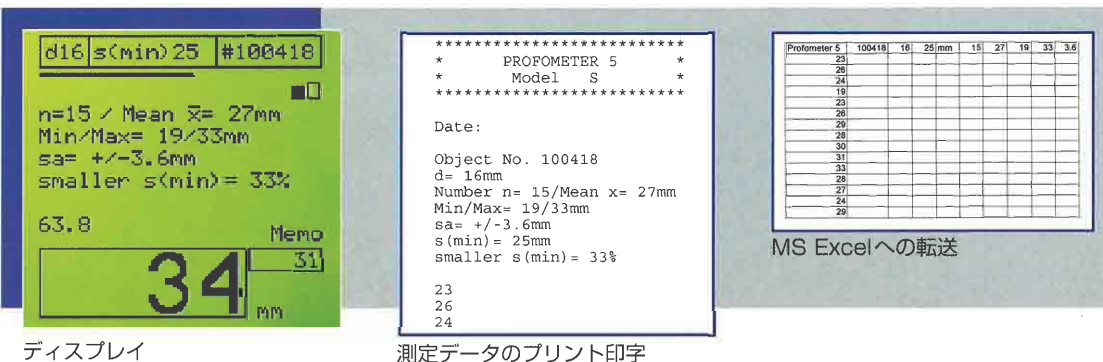 d16 s(min)25 #100418
n=15 / Mean x̄= 27mm
Min/Max= 19/33mm
sa= +/-3.6mm
smaller s(min)= 33%
63.8
Memo
31
34 mm
ディスプレイ
**************************
* PROFOMETER 5 *
* Model S *
**************************
Date:
Object No. 100418
d= 16mm
Number n= 15/Mean x= 27mm
Min/Max= 19/33mm
sa= +/-3.6mm
s(min)= 25mm
smaller s(min)= 33%
23
26
24
測定データのプリント印字
Profometer 5 100418 16 25 mm 15 27 19 33 3.6
23
26
24
19
23
26
29
28
30
31
33
28
27
24
29
MS Excelへの転送